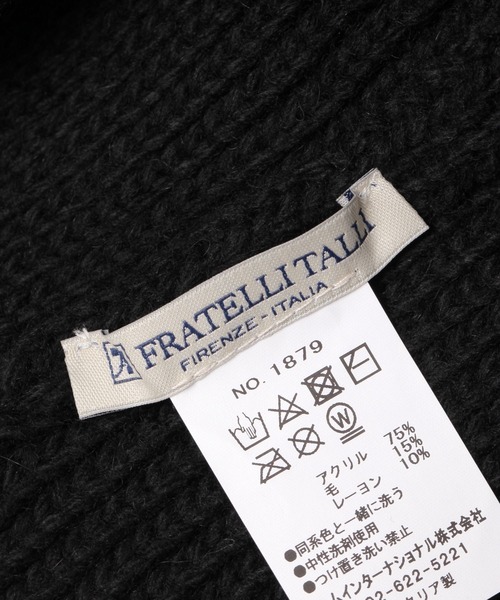 FRATELLI TALLI
FIRENZE - ITALIA
NO. 1879
W
アクリル 75%
毛 15%
レーヨン 10%
●同系色と一緒に洗う
●中性洗剤使用
●つけ置き洗い禁止
ムインターナショナル株式会社
02-622-5221
タリア製